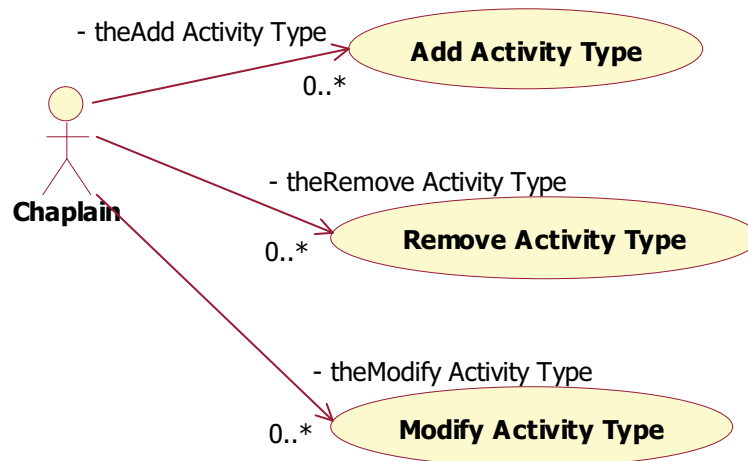 - theAdd Activity Type
Add Activity Type
0..*
Chaplain
- theRemove Activity Type
Remove Activity Type
0..*
- theModify Activity Type
Modify Activity Type
0..*